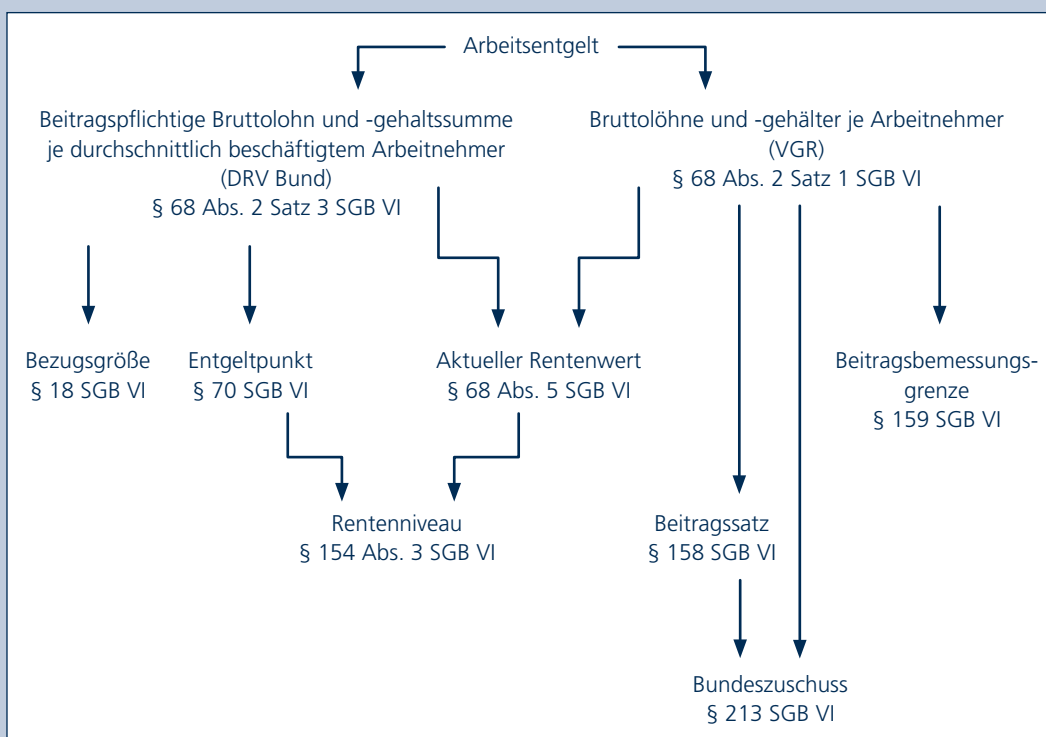 Arbeitsentgelt
Beitragspflichtige Bruttolohn und -gehaltssumme
je durchschnittlich beschäftigtem Arbeitnehmer
(DRV Bund)
§ 68 Abs. 2 Satz 3 SGB VI
Bruttolöhne und -gehälter je Arbeitnehmer
(VGR)
§ 68 Abs. 2 Satz 1 SGB VI
Bezugsgröße
§ 18 SGB VI
Entgeltpunkt
§ 70 SGB VI
Aktueller Rentenwert
§ 68 Abs. 5 SGB VI
Beitragsbemessungs-
grenze
§ 159 SGB VI
Rentenniveau
§ 154 Abs. 3 SGB VI
Beitragssatz
§ 158 SGB VI
Bundeszuschuss
§ 213 SGB VI